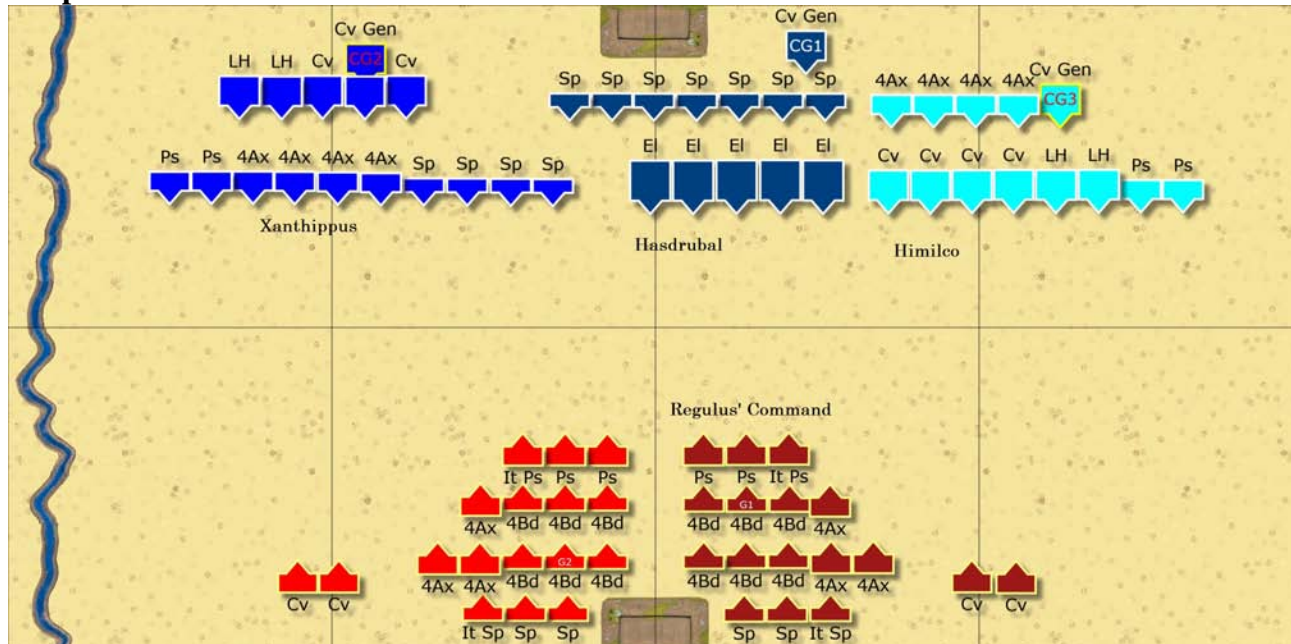 Cv Gen
Cv Gen
LH LH Cv CG2 Cv
CG1
Sp Sp Sp Sp Sp Sp Sp
4Ax 4Ax 4Ax 4Ax Cv Gen
CG3
Ps Ps 4Ax 4Ax 4Ax 4Ax Sp Sp Sp Sp
El El El El El
Cv Cv Cv Cv LH LH Ps Ps
Xanthippus
Hasdrubal
Himilco
Regulus' Command
It Ps Ps Ps
Ps Ps It Ps
G1
4Ax 4Bd 4Bd 4Bd
4Bd 4Bd 4Bd 4Ax
G2
4Ax 4Ax 4Bd 4Bd 4Bd
4Bd 4Bd 4Bd 4Ax 4Ax
Cv Cv
Cv Cv
It Sp Sp Sp
Sp Sp It Sp